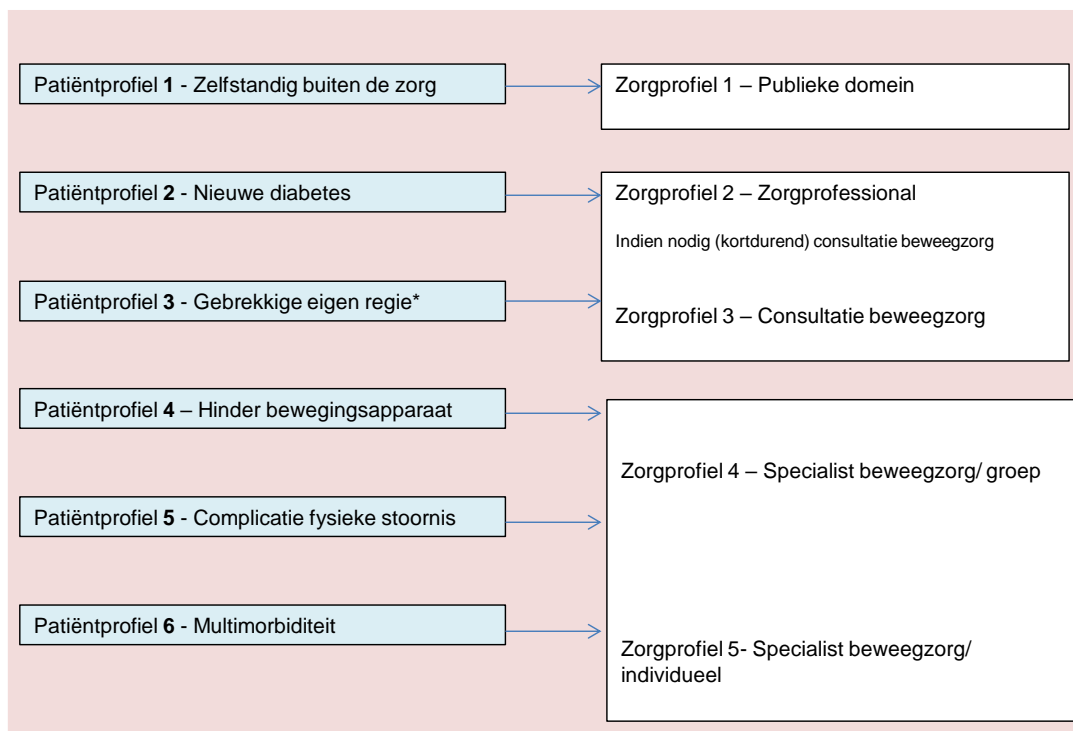 Patiëntprofiel 1 - Zelfstandig buiten de zorg
Zorgprofiel 1 – Publieke domein
Patiëntprofiel 2 - Nieuwe diabetes
Zorgprofiel 2 – Zorgprofessional
Indien nodig (kortdurend) consultatie beweegzorg
Patiëntprofiel 3 - Gebrekkige eigen regie*
Zorgprofiel 3 – Consultatie beweegzorg
Patiëntprofiel 4 – Hinder bewegingsapparaat
Zorgprofiel 4 – Specialist beweegzorg/ groep
Patiëntprofiel 5 - Complicatie fysieke stoornis
Patiëntprofiel 6 - Multimorbiditeit
Zorgprofiel 5- Specialist beweegzorg/
individueel